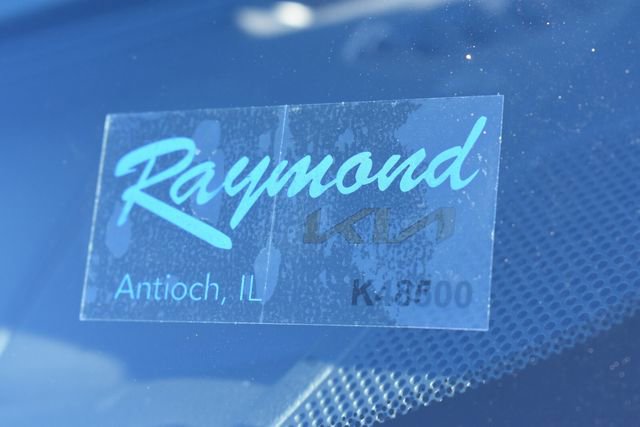 Raymond
KIA
Antioch, IL
K48500